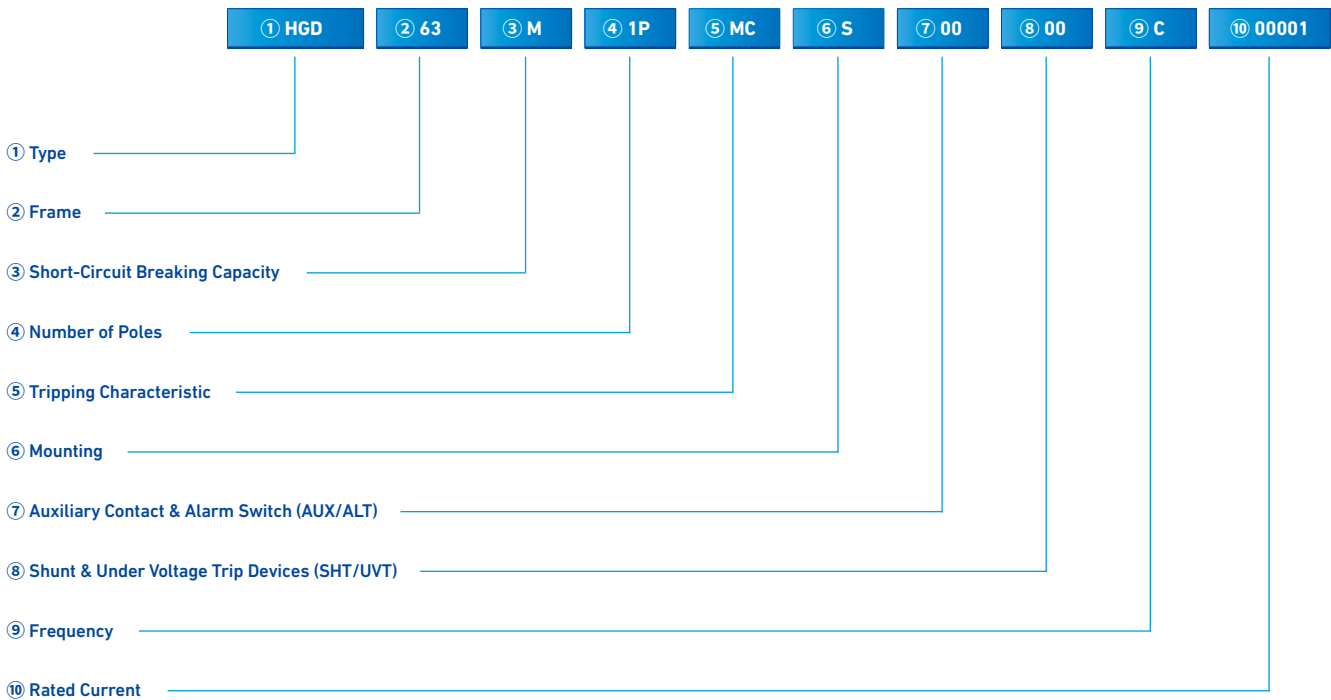 ① HGD ② 63 ③ M ④ 1P ⑤ MC ⑥ S ⑦ 00 ⑧ 00 ⑨ C ⑩ 00001
① Type
② Frame
③ Short-Circuit Breaking Capacity
④ Number of Poles
⑤ Tripping Characteristic
⑥ Mounting
⑦ Auxiliary Contact & Alarm Switch (AUX/ALT)
⑧ Shunt & Under Voltage Trip Devices (SHT/UVT)
⑨ Frequency
⑩ Rated Current